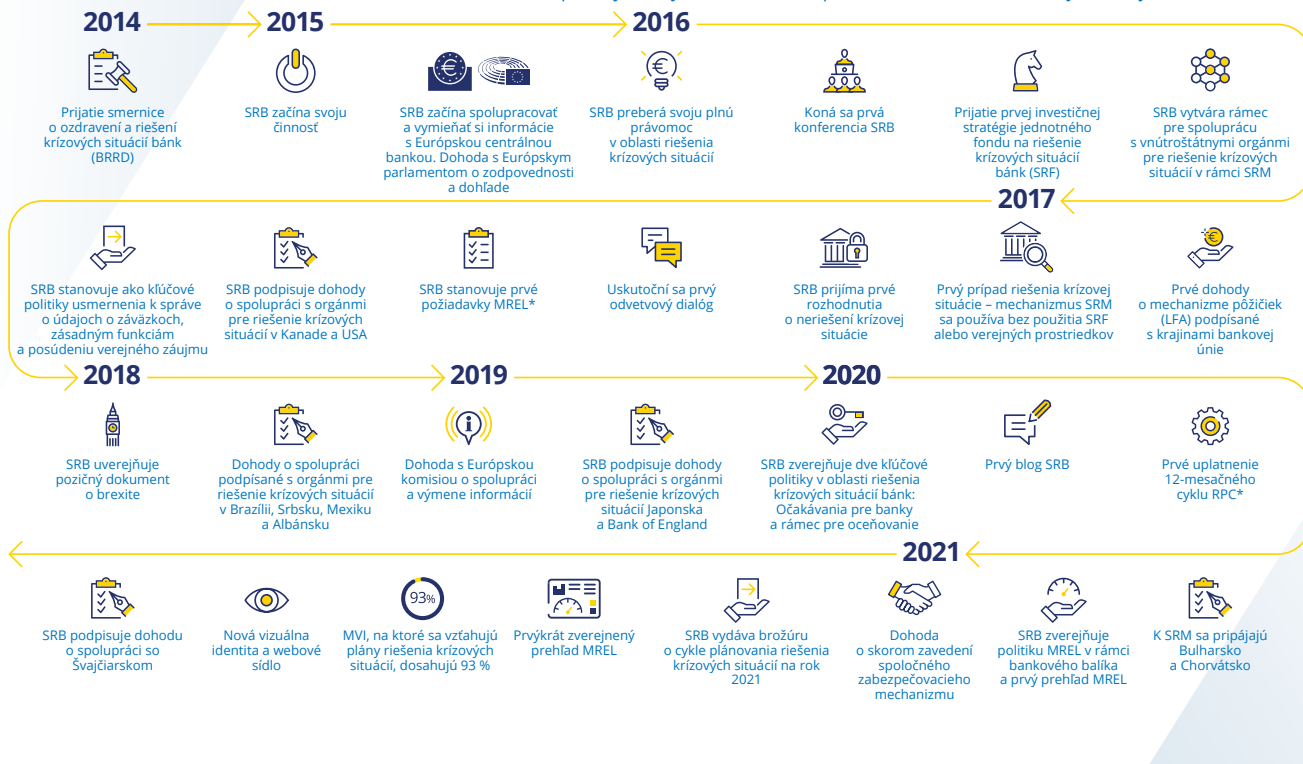 2014
2015
2016
Prijatie smernice
o ozdravení a riešení
krízových situácií bánk
(BRRD)
SRB začína svoju
činnosť
SRB začína spolupracovať
a vymieňať si informácie
s Európskou centrálnou
bankou. Dohoda s Európskym
parlamentom o zodpovednosti
a dohľade
SRB preberá svoju plnú
právomoc
v oblasti riešenia
krízových situácií
Koná sa prvá
konferencia SRB
Prijatie prvej investičnej
stratégie jednotného
fondu na riešenie
krízových situácií
bánk (SRF)
SRB vytvára rámec
pre spoluprácu
s vnútroštátnymi orgánmi
pre riešenie krízových
situácií v rámci SRM
2017
SRB stanovuje ako kľúčové
politiky usmernenia k správe
o údajoch o záväzkoch,
zásadným funkciám
a posúdeniu verejného záujmu
SRB podpisuje dohody
o spolupráci s orgánmi
pre riešenie krízových
situácií v Kanade a USA
SRB stanovuje prvé
požiadavky MREL*
Uskutoční sa prvý
odvetvový dialóg
SRB prijíma prvé
rozhodnutia
o neriešení krízovej
situácie
Prvý prípad riešenia krízovej
situácie – mechanizmus SRM
sa používa bez použitia SRF
alebo verejných prostriedkov
Prvé dohody
o mechanizme pôžičiek
(LFA) podpísané
s krajinami bankovej
únie
2018
2019
2020
SRB uverejňuje
pozičný dokument
o brexite
Dohody o spolupráci
podpísané s orgánmi pre
riešenie krízových situácií
v Brazílii, Srbsku, Mexiku
a Albánsku
Dohoda s Európskou
komisiou o spolupráci
a výmene informácií
SRB podpisuje dohody
o spolupráci s orgánmi
pre riešenie krízových
situácií Japonska
a Bank of England
SRB zverejňuje dve kľúčové
politiky v oblasti riešenia
krízových situácií bánk:
Očakávania pre banky
a rámec pre oceňovanie
Prvý blog SRB
Prvé uplatnenie
12-mesačného
cyklu RPC*
2021
SRB podpisuje dohodu
o spolupráci so
Švajčiarskom
Nová vizuálna
identita a webové
sídlo
93%
MVI, na ktoré sa vzťahujú
plány riešenia krízových
situácií, dosahujú 93 %
Prvýkrát zverejnený
prehľad MREL
SRB vydáva brožúru
o cykle plánovania riešenia
krízových situácií na rok
2021
Dohoda
o skorom zavedení
spoločného
zabezpečovacieho
mechanizmu
SRB zverejňuje
politiku MREL v rámci
bankového balíka
a prvý prehľad MREL
K SRM sa pripájajú
Bulharsko
a Chorvátsko